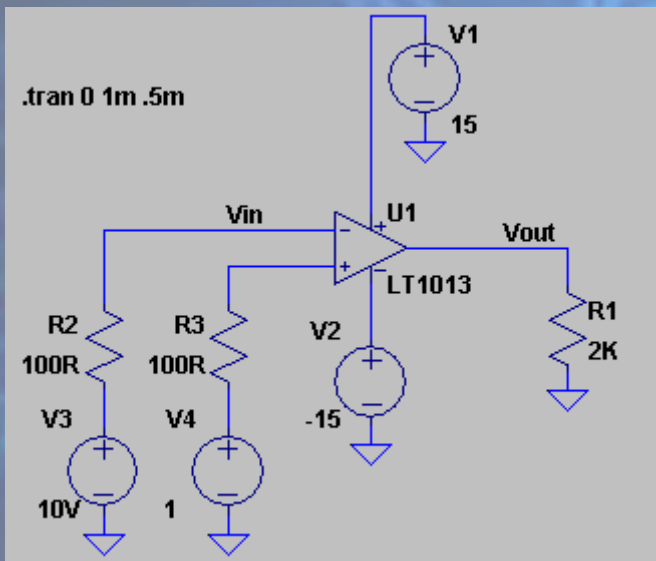 V1
+
.tran 0 1m .5m
−
15
Vin
U1
+
−
Vout
+
−
LT1013
R2
R3
V2
R1
100R
100R
+
2K
V3
V4
−
+
+
-15
−
−
10V
1